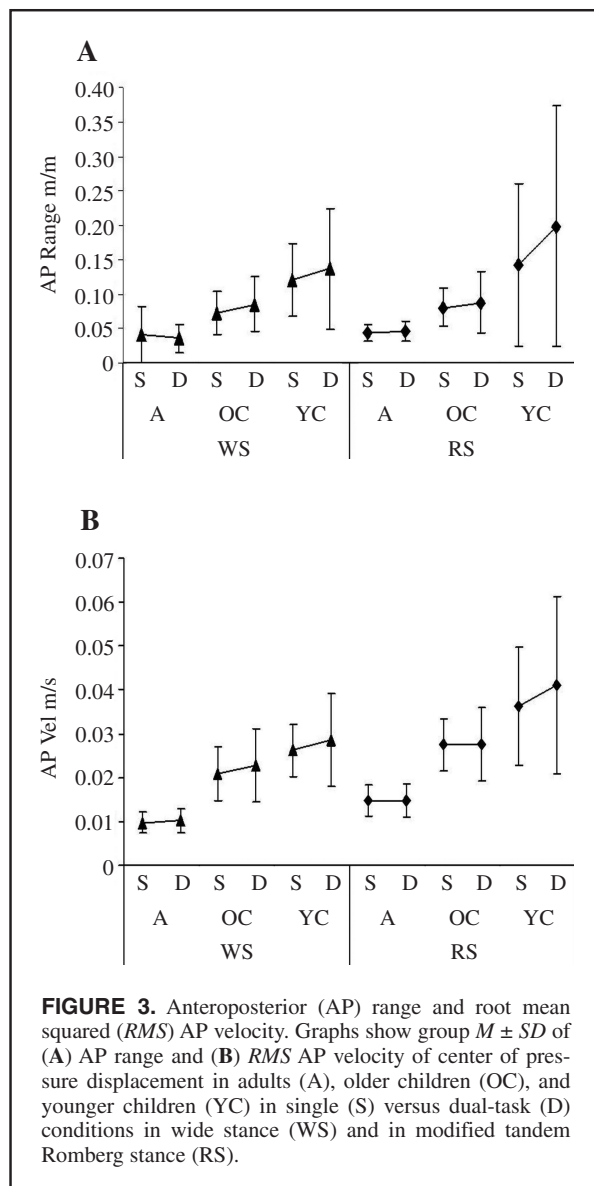 A
0.40
0.35
0.30
0.25
0.20
0.15
0.10
0.05
0
AP Range m/m
S D S D S D S D S D S D
A OC YC A OC YC
WS RS
B
0.07
0.06
0.05
0.04
0.03
0.02
0.01
0
AP Vel m/s
S D S D S D S D S D S D
A OC YC A OC YC
WS RS
FIGURE 3. Anteroposterior (AP) range and root mean
squared (RMS) AP velocity. Graphs show group M ± SD of
(A) AP range and (B) RMS AP velocity of center of pres-
sure displacement in adults (A), older children (OC), and
younger children (YC) in single (S) versus dual-task (D)
conditions in wide stance (WS) and in modified tandem
Romberg stance (RS).